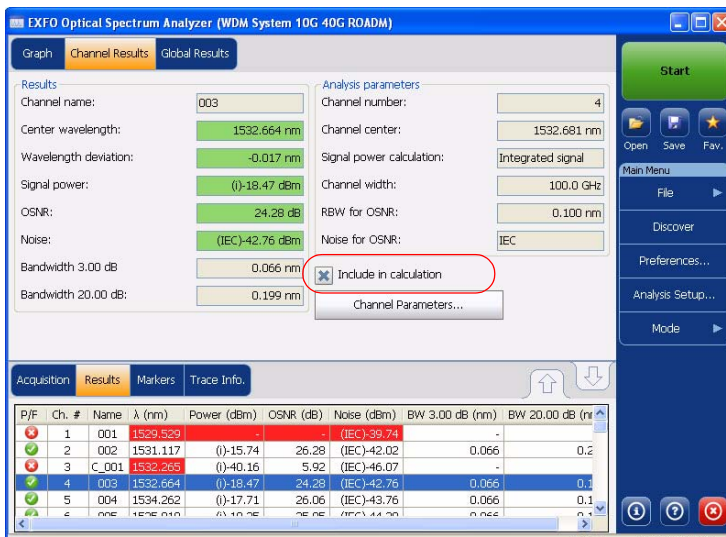 EXFO Optical Spectrum Analyzer (WDM System 10G 40G ROADM)
Graph Channel Results Global Results
Results
Channel name: 003
Center wavelength: 1532.664 nm
Wavelength deviation: -0.017 nm
Signal power: (i)-18.47 dBm
OSNR: 24.28 dB
Noise: (IEC)-42.76 dBm
Bandwidth 3.00 dB 0.066 nm
Bandwidth 20.00 dB: 0.199 nm
Analysis parameters
Channel number: 4
Channel center: 1532.681 nm
Signal power calculation: Integrated signal
Channel width: 100.0 GHz
RBW for OSNR: 0.100 nm
Noise for OSNR: IEC
Include in calculation
Channel Parameters...
Start
Open Save Fav.
Main Menu
File
Discover
Preferences...
Analysis Setup...
Mode
Acquisition Results Markers Trace Info.
P/F Ch. # Name λ (nm) Power (dBm) OSNR (dB) Noise (dBm) BW 3.00 dB (nm) BW 20.00 dB
1 001 1529.529 - - (IEC)-39.74 -
2 002 1531.117 (i)-15.74 26.28 (IEC)-42.02 0.066 0.2
3 C_001 1532.265 (i)-40.16 5.92 (IEC)-46.07 -
4 003 1532.664 (i)-18.47 24.28 (IEC)-42.76 0.066 0.1
5 004 1534.262 (i)-17.71 26.06 (IEC)-43.76 0.066 0.1